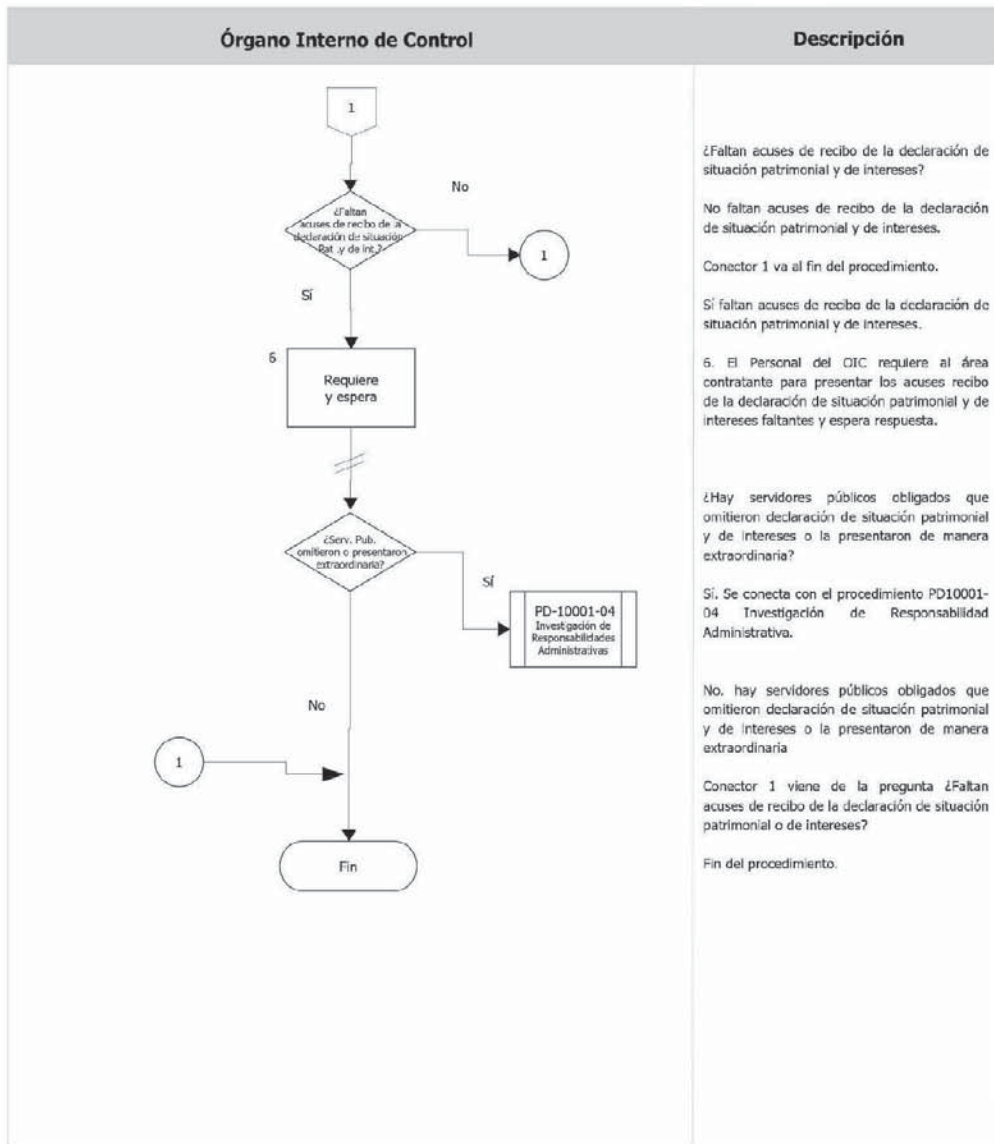 Órgano Interno de Control
Descripción
1
¿Faltan
acuses de recibo de la
declaración de situación
Pat .y de int.?
No
1
Sí
6
Requiere
y espera
¿Serv. Pub.
omitieron o presentaron
extraordinaria?
Sí
PD-10001-04
Investigación de
Responsabilidades
Administrativas
No
1
Fin
¿Faltan acuses de recibo de la declaración de
situación patrimonial y de intereses?
No faltan acuses de recibo de la declaración
de situación patrimonial y de intereses.
Conector 1 va al fin del procedimiento.
Sí faltan acuses de recibo de la declaración de
situación patrimonial y de intereses.
6. El Personal del OIC requiere al área
contratante para presentar los acuses recibo
de la declaración de situación patrimonial y de
intereses faltantes y espera respuesta.
¿Hay servidores públicos obligados que
omitieron declaración de situación patrimonial
y de intereses o la presentaron de manera
extraordinaria?
Sí. Se conecta con el procedimiento PD10001-
04 Investigación de Responsabilidad
Administrativa.
No. hay servidores públicos obligados que
omitieron declaración de situación patrimonial
y de intereses o la presentaron de manera
extraordinaria
Conector 1 viene de la pregunta ¿Faltan
acuses de recibo de la declaración de situación
patrimonial o de intereses?
Fin del procedimiento.